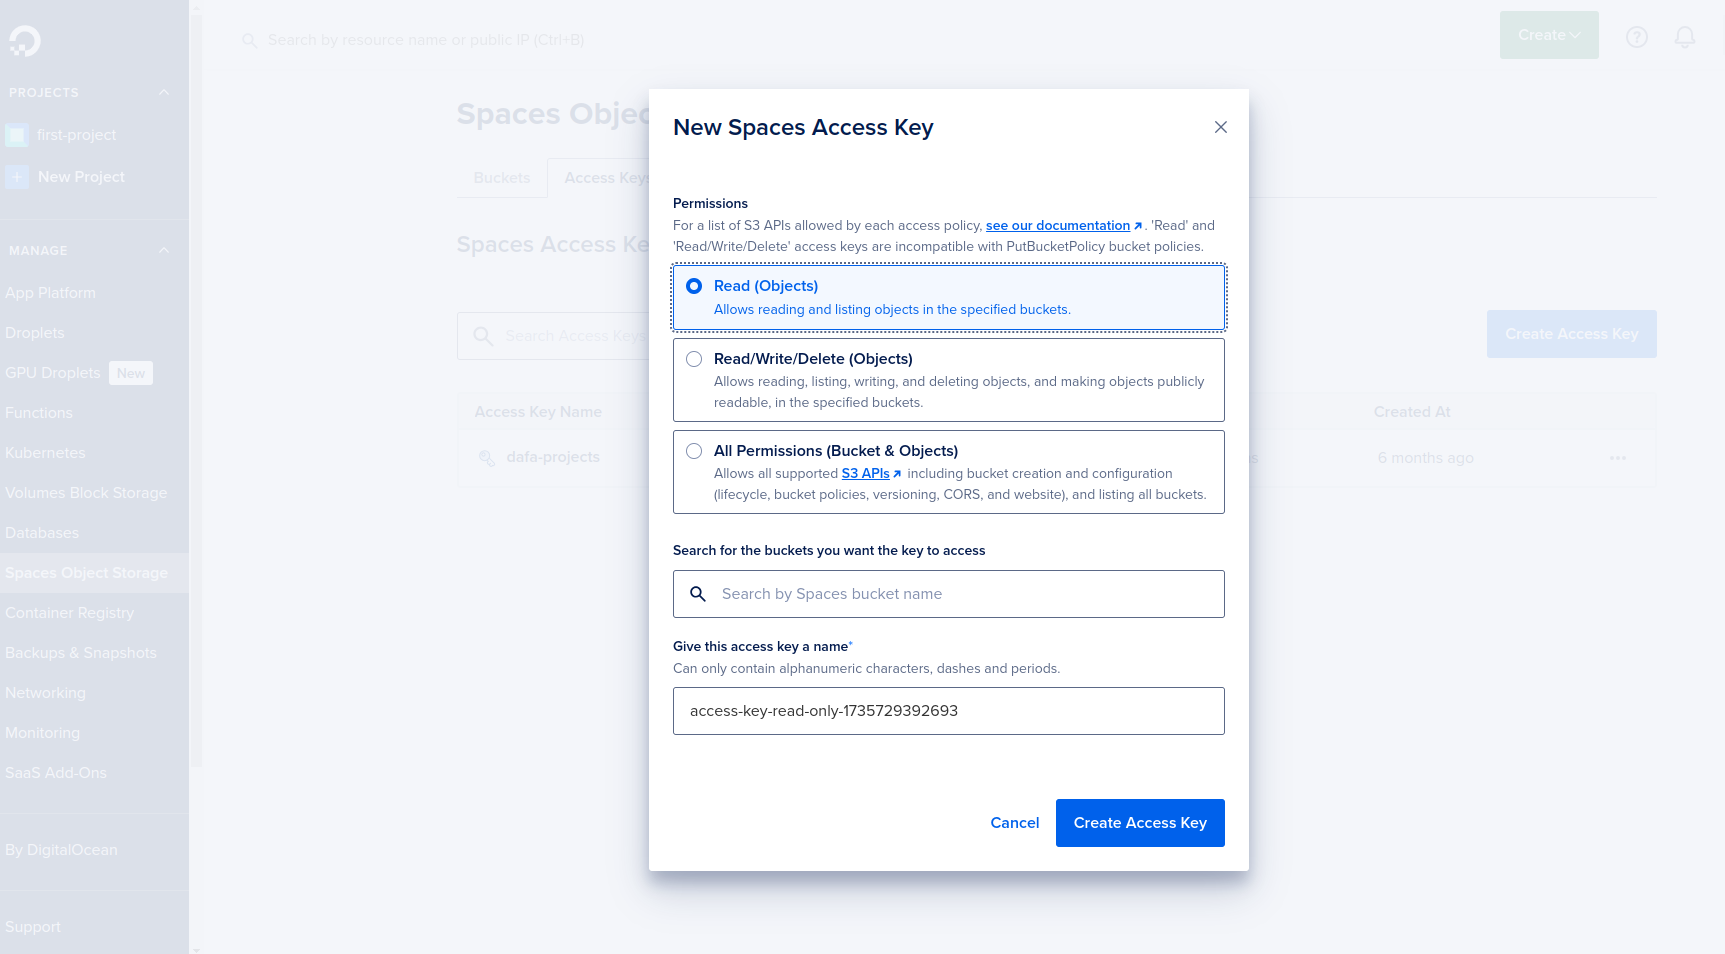 Search by resource name or public IP (Ctrl+B)
Create
PROJECTS
first-project
New Project
MANAGE
App Platform
Droplets
GPU Droplets New
Functions
Kubernetes
Volumes Block Storage
Databases
Spaces Object Storage
Container Registry
Backups & Snapshots
Networking
Monitoring
SaaS Add-Ons
By DigitalOcean
Support
Spaces Objec
Buckets
Access Keys
Spaces Access Ke
Search Access Keys
Create Access Key
Access Key Name
Created At
dafa-projects
6 months ago
New Spaces Access Key
Permissions
For a list of S3 APIs allowed by each access policy, see our documentation. 'Read' and
'Read/Write/Delete' access keys are incompatible with PutBucketPolicy bucket policies.
Read (Objects)
Allows reading and listing objects in the specified buckets.
Read/Write/Delete (Objects)
Allows reading, listing, writing, and deleting objects, and making objects publicly
readable, in the specified buckets.
All Permissions (Bucket & Objects)
Allows all supported S3 APIs including bucket creation and configuration
(lifecycle, bucket policies, versioning, CORS, and website), and listing all buckets.
Search for the buckets you want the key to access
Search by Spaces bucket name
Give this access key a name*
Can only contain alphanumeric characters, dashes and periods.
access-key-read-only-1735729392693
Cancel
Create Access Key